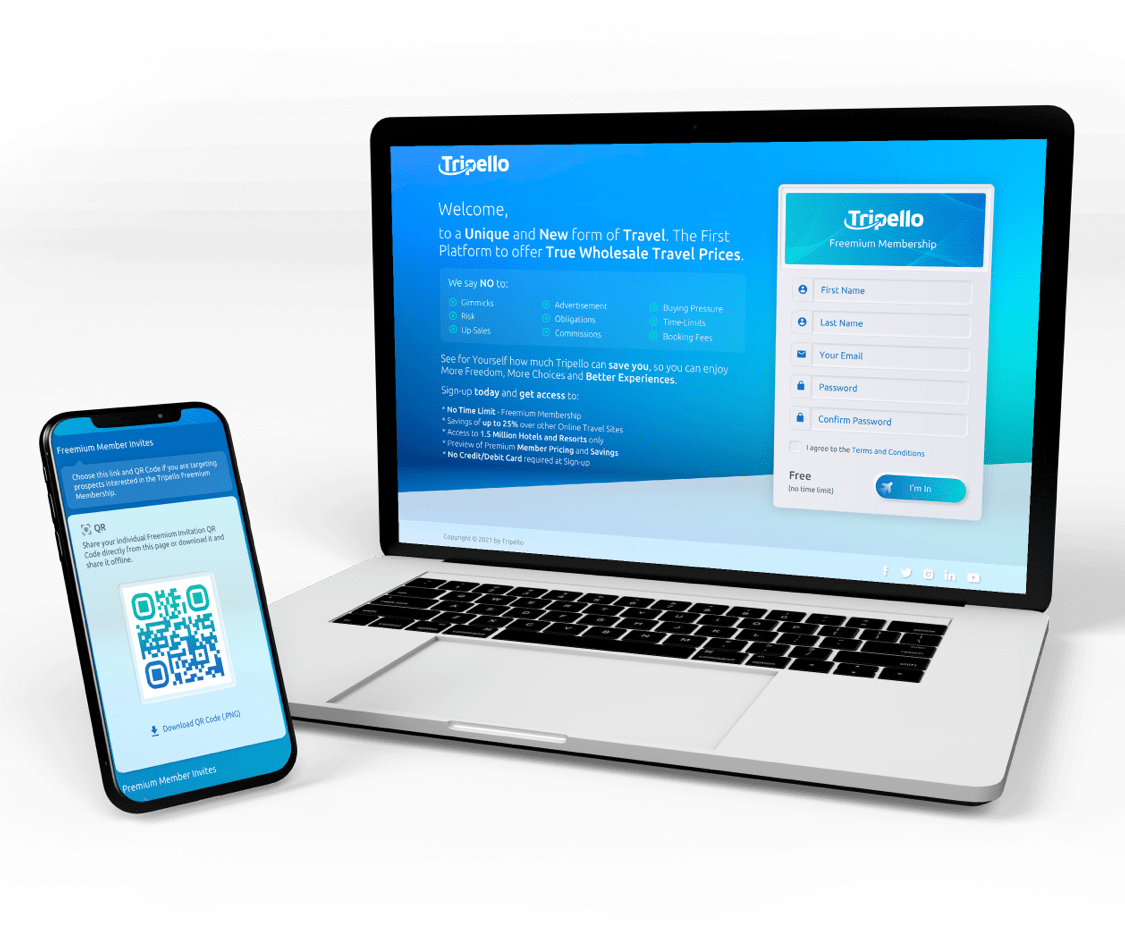 Tripello
Welcome,
to a Unique and New form of Travel. The First
Platform to offer True Wholesale Travel Prices.
We say NO to:
Gimmicks
Risk
Up-Sales
Advertisement
Obligations
Commissions
Buying Pressure
Time-Limits
Booking Fees
See for Yourself how much Tripello can save you, so you can enjoy
More Freedom, More Choices and Better Experiences.
Sign-up today and get access to:
* No Time Limit - Freemium Membership
* Savings of up to 25% over other Online Travel Sites
* Access to 1.5 Million Hotels and Resorts only
* Preview of Premium Member Pricing and Savings
* No Credit/Debit Card required at Sign-up
Copyright © 2021 by Tripello
Tripello
Freemium Membership
First Name
Last Name
Your Email
Password
Confirm Password
I agree to the Terms and Conditions
Free
(no time limit)
I'm In
Freemium Member Invites
Choose this link and QR Code if you are targeting
prospects interested in the Tripello Freemium
Membership.
QR
Share your individual Freemium Invitation QR
Code directly from this page or download it and
share it offline.
Download QR Code (.PNG)
Premium Member Invites